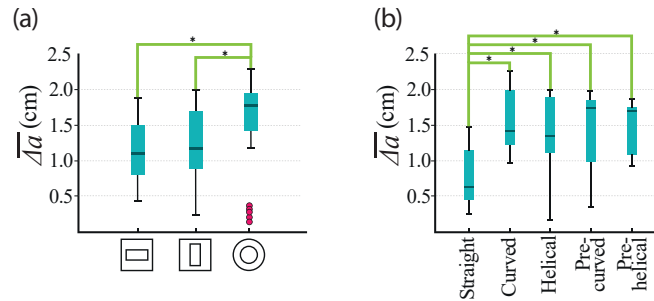 (a)
*
*
2.5
2.0
1.5
1.0
0.5
Δa (cm)
(b)
*
*
*
*
2.5
2.0
1.5
1.0
0.5
Δa (cm)
Straight
Curved
Helical
Pre-
curved
Pre-
helical